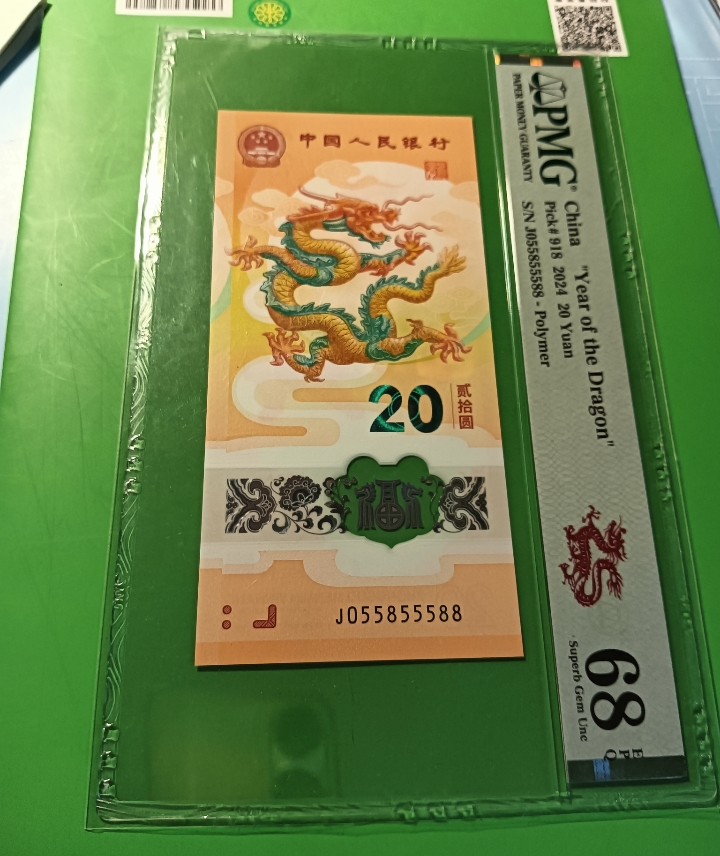 中国人民银行
20
贰拾圆
J055855588
PMG®
PAPER MONEY GUARANTY
China "Year of the Dragon"
Pick# 918 2024 20 Yuan
S/N J055855588 - Polymer
68
EPQ
Superb Gem Unc